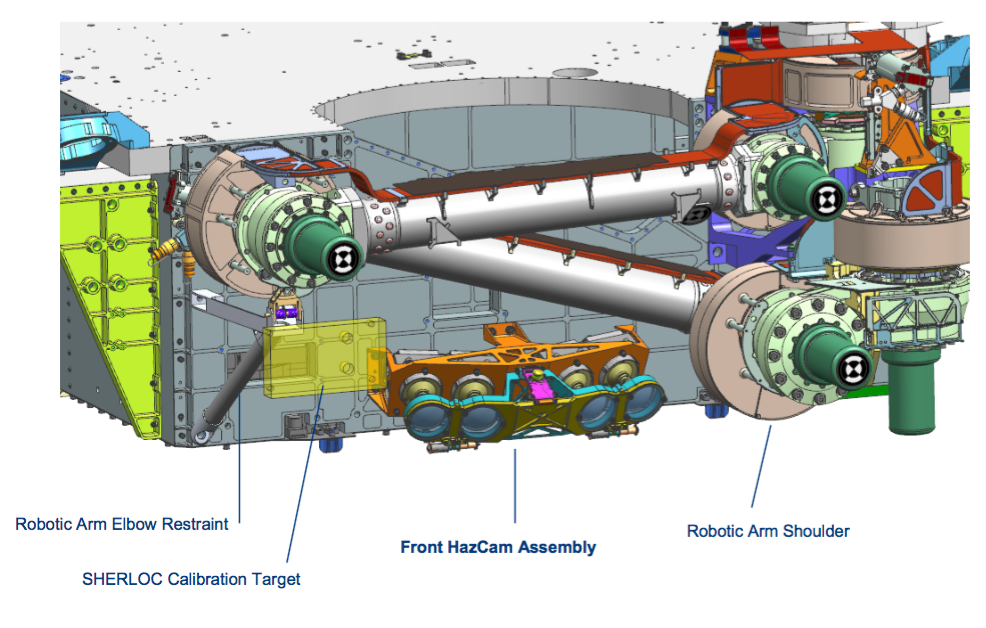 Robotic Arm Elbow Restraint
SHERLOC Calibration Target
Front HazCam Assembly
Robotic Arm Shoulder